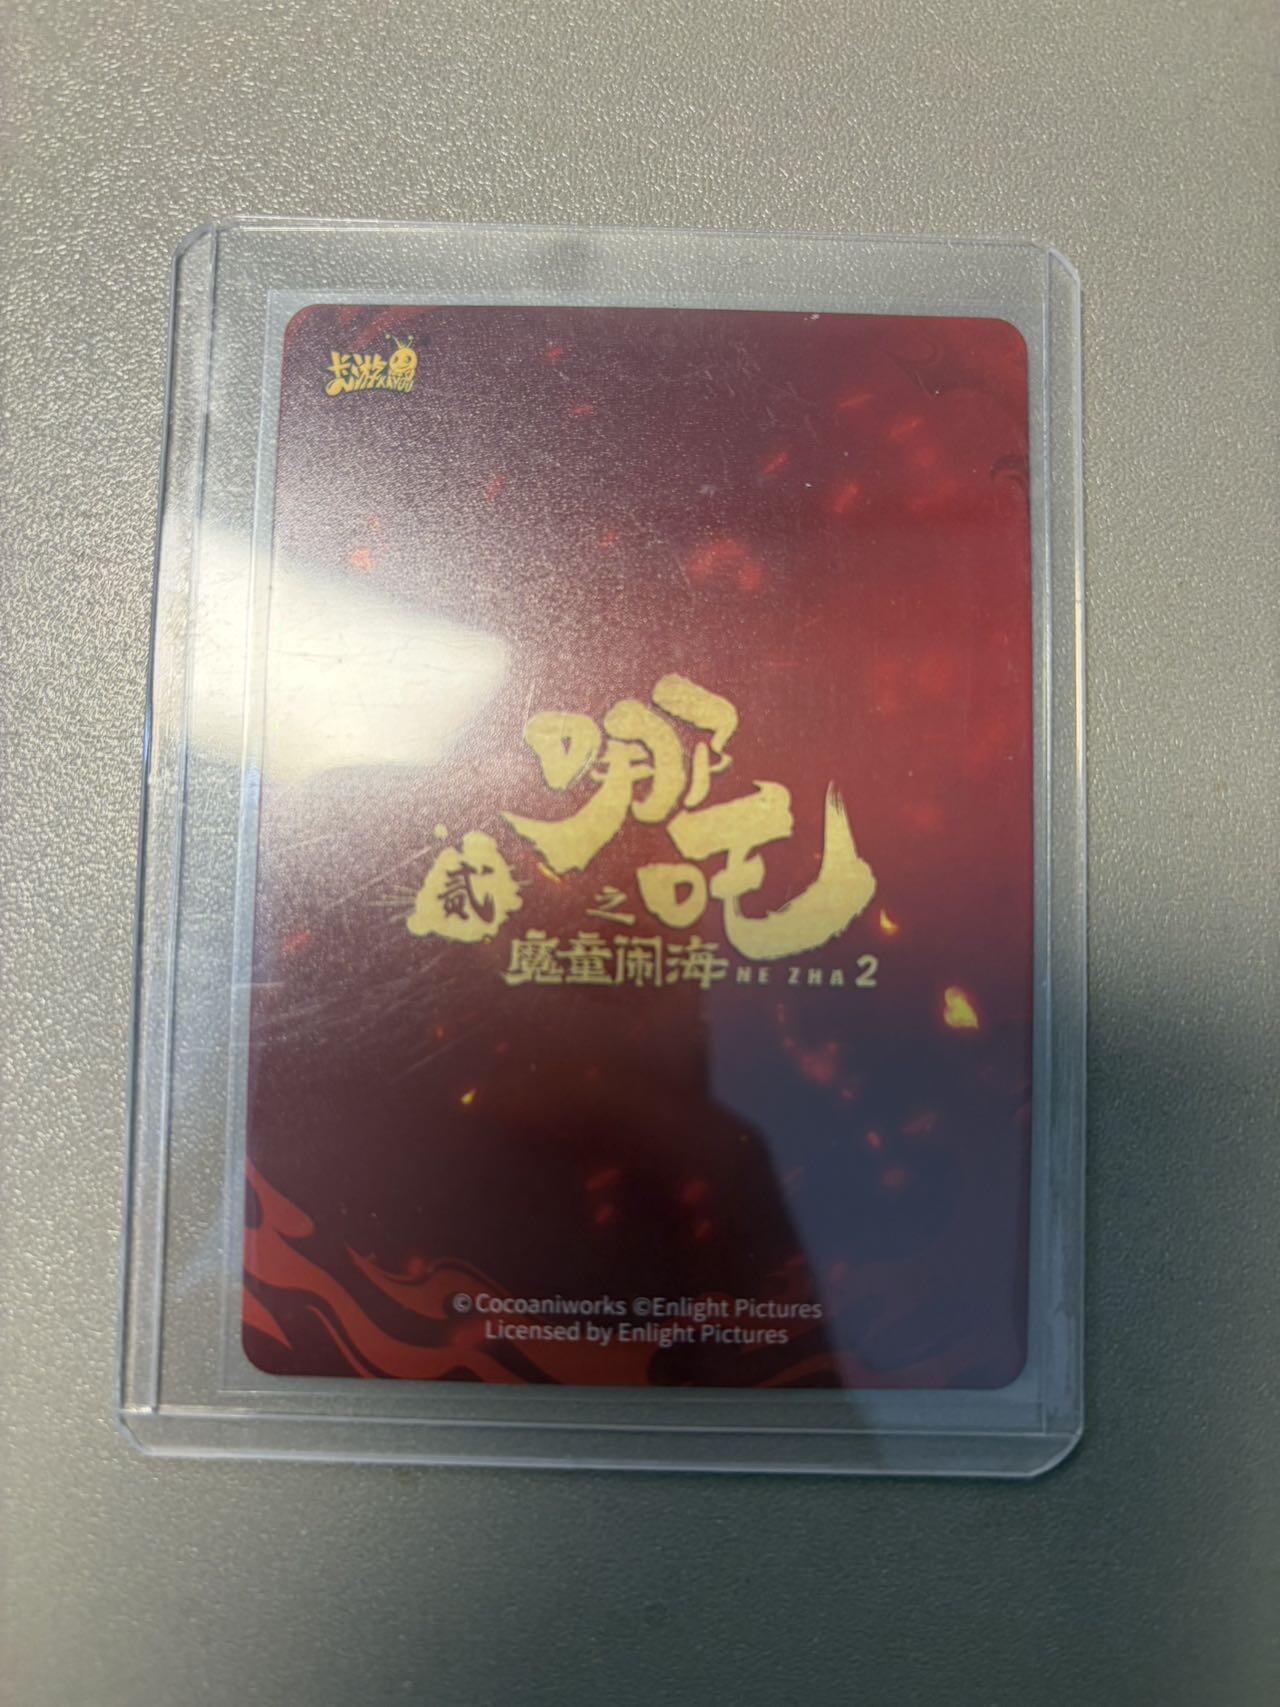 卡游
KAYOU
哪吒
贰
之
魔童闹海 NE ZHA 2
© Cocoaniworks ©Enlight Pictures
Licensed by Enlight Pictures